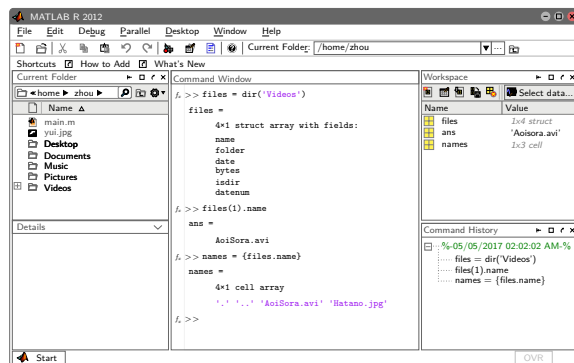 MATLAB R 2012
File Edit Debug Parallel Desktop Window Help
Current Folder: /home/zhou
Shortcuts How to Add What's New
Current Folder
home zhou
Name
main.m
yui.jpg
Desktop
Documents
Music
Pictures
Videos
Details
Command Window
fx >> files = dir('Videos')
files =
4×1 struct array with fields:
name
folder
date
bytes
isdir
datenum
fx >> files(1).name
ans =
AoiSora.avi
fx >> names = {files.name}
names =
4×1 cell array
'.' '..' 'AoiSora.avi' 'Hatamo.jpg'
fx >>
Workspace
Select data...
Name Value
files 1x4 struct
ans 'Aoisora.avi'
names 1x3 cell
Command History
%-05/05/2017 02:02:02 AM-%
files = dir('Videos')
files(1).name
names = {files.name}
Start
OVR